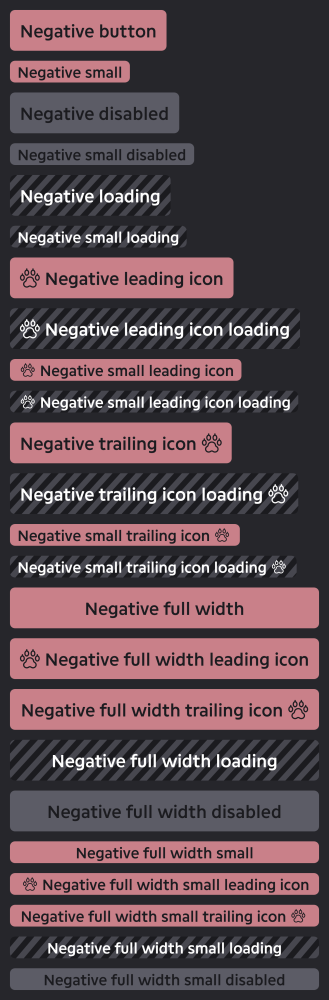 Negative button
Negative small
Negative disabled
Negative small disabled
Negative loading
Negative small loading
Negative leading icon
Negative leading icon loading
Negative small leading icon
Negative small leading icon loading
Negative trailing icon
Negative trailing icon loading
Negative small trailing icon
Negative small trailing icon loading
Negative full width
Negative full width leading icon
Negative full width trailing icon
Negative full width loading
Negative full width disabled
Negative full width small
Negative full width small leading icon
Negative full width small trailing icon
Negative full width small loading
Negative full width small disabled